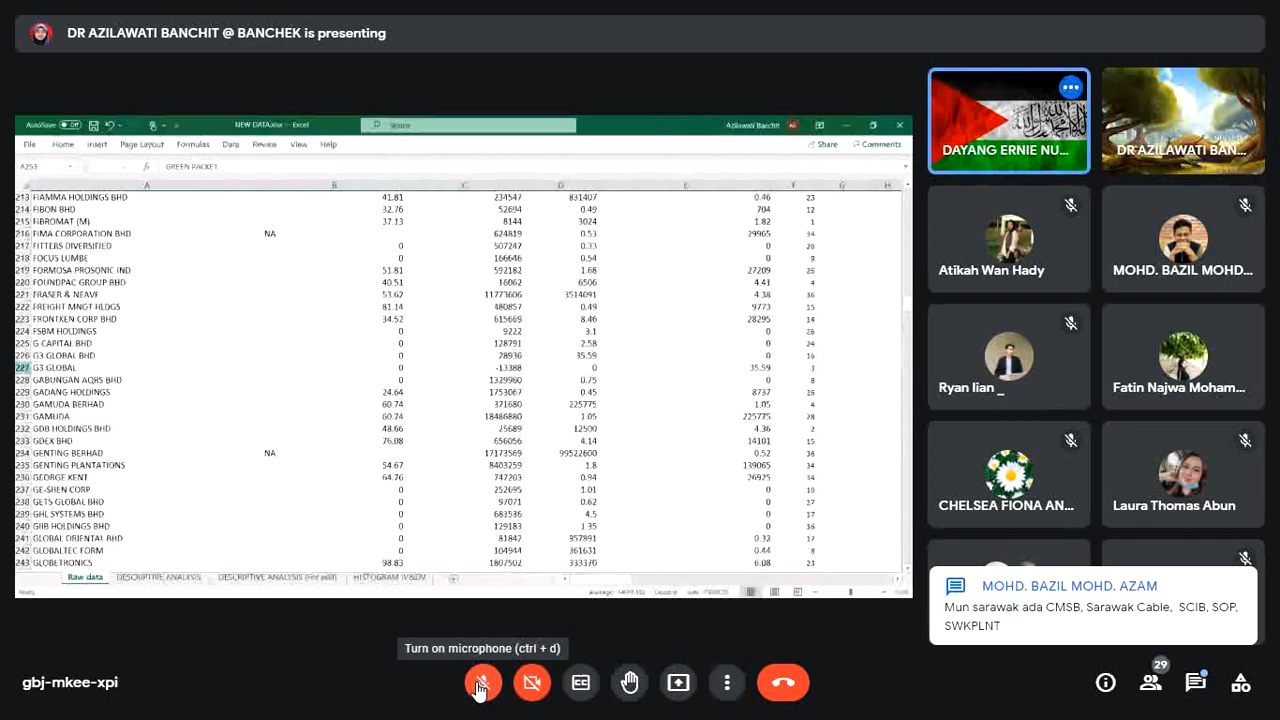 DR AZILAWATI BANCHIT @ BANCHEK is presenting
AutoSave Off NEW DATA.xlsx - Excel Search Azilawati Banchit
File Home Insert Page Layout Formulas Data Review View Help Share Comments
A253 fx GREEN PACKET
A B C D E F G H
213 FIAMMA HOLDINGS BHD 41.81 234547 831407 0.46 23
214 FIBON BHD 32.76 52694 0.49 704 12
215 FIBROMAT (M) 37.13 8144 3024 1.82 1
216 FIMA CORPORATION BHD NA 624819 0.53 29965 34
217 FITTERS DIVERSIFIED 0 507247 0.33 0 26
218 FOCUS LUMBE 0 166646 0.54 0 9
219 FORMOSA PROSONIC IND 51.81 592182 1.68 27209 26
220 FOUNDPAC GROUP BHD 40.51 16062 6506 4.41 4
221 FRASER & NEAVE 53.62 11773606 3514091 4.38 36
222 FREIGHT MNGT HLDGS 81.14 480857 0.49 9773 15
223 FRONTKEN CORP BHD 34.52 615669 8.46 28295 14
224 FSBM HOLDINGS 0 9222 3.1 0 26
225 G CAPITAL BHD 0 128791 2.58 0 24
226 G3 GLOBAL BHD 0 28936 35.59 0 16
227 G3 GLOBAL 0 -13388 0 35.59 3
228 GABUNGAN AQRS BHD 0 1329960 0.75 0 8
229 GADANG HOLDINGS 24.64 1753067 0.45 8737 25
230 GAMUDA BERHAD 60.74 371680 225775 1.05 4
231 GAMUDA 60.74 18486880 1.05 225775 28
232 GDB HOLDINGS BHD 48.66 25689 12500 4.36 2
233 GDEX BHD 76.08 656056 4.14 14101 15
234 GENTING BERHAD NA 17173569 99522600 0.52 36
235 GENTING PLANTATIONS 54.67 8403259 1.8 139065 34
236 GEORGE KENT 64.76 747203 0.94 26925 34
237 GE-SHEN CORP 0 252695 1.01 0 18
238 GETS GLOBAL BHD 0 97071 0.62 0 27
239 GHL SYSTEMS BHD 0 683536 4.5 0 17
240 GIIB HOLDINGS BHD 0 129183 1.35 0 16
241 GLOBAL ORIENTAL BHD 0 81842 357891 0.32 17
242 GLOBALTEC FORM 0 104944 361631 0.44 8
243 GLOBETRONICS 98.83 1807502 333376 6.08 23
Raw data DESCRIPTIVE ANALYSIS DESCRIPTIVE ANALYSIS (For edit) HISTOGRAM
DAYANG ERNIE NU...
DR AZILAWATI BAN...
Atikah Wan Hady
MOHD. BAZIL MOHD...
Ryan lian _
Fatin Najwa Moham...
CHELSEA FIONA AN...
Laura Thomas Abun
MOHD. BAZIL MOHD. AZAM
Mun sarawak ada CMSB, Sarawak Cable, SCIB, SOP,
SWKPLNT
Turn on microphone (ctrl + d)
gbj-mkee-xpi
CC
29